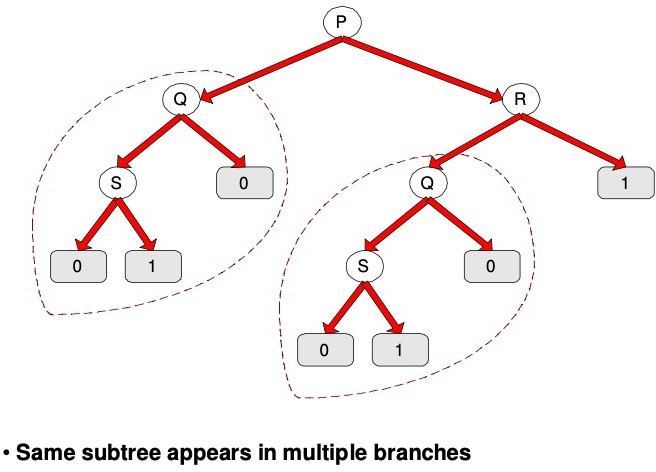 P
Q R
S 0 Q 1
0 1 S 0
0 1
• Same subtree appears in multiple branches